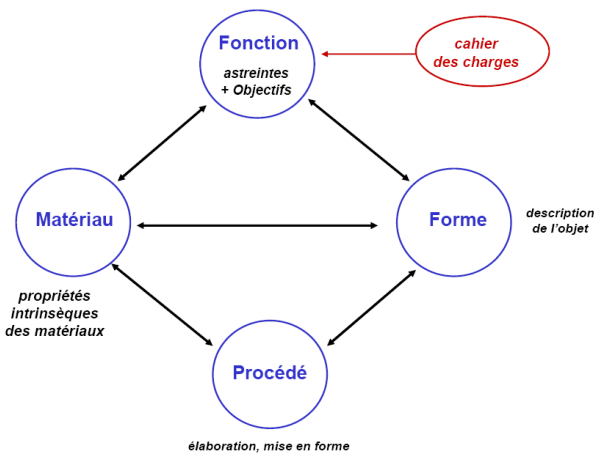 Fonction
astreintes
+ Objectifs
cahier
des charges
Matériau
Forme
description
de l'objet
propriétés
intrinsèques
des matériaux
Procédé
élaboration, mise en forme